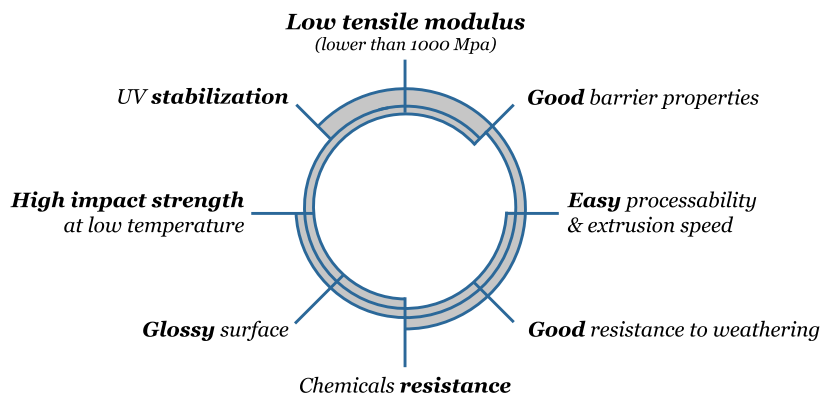 Low tensile modulus
(lower than 1000 Mpa)
UV stabilization
Good barrier properties
High impact strength
at low temperature
Easy processability
& extrusion speed
Glossy surface
Good resistance to weathering
Chemicals resistance